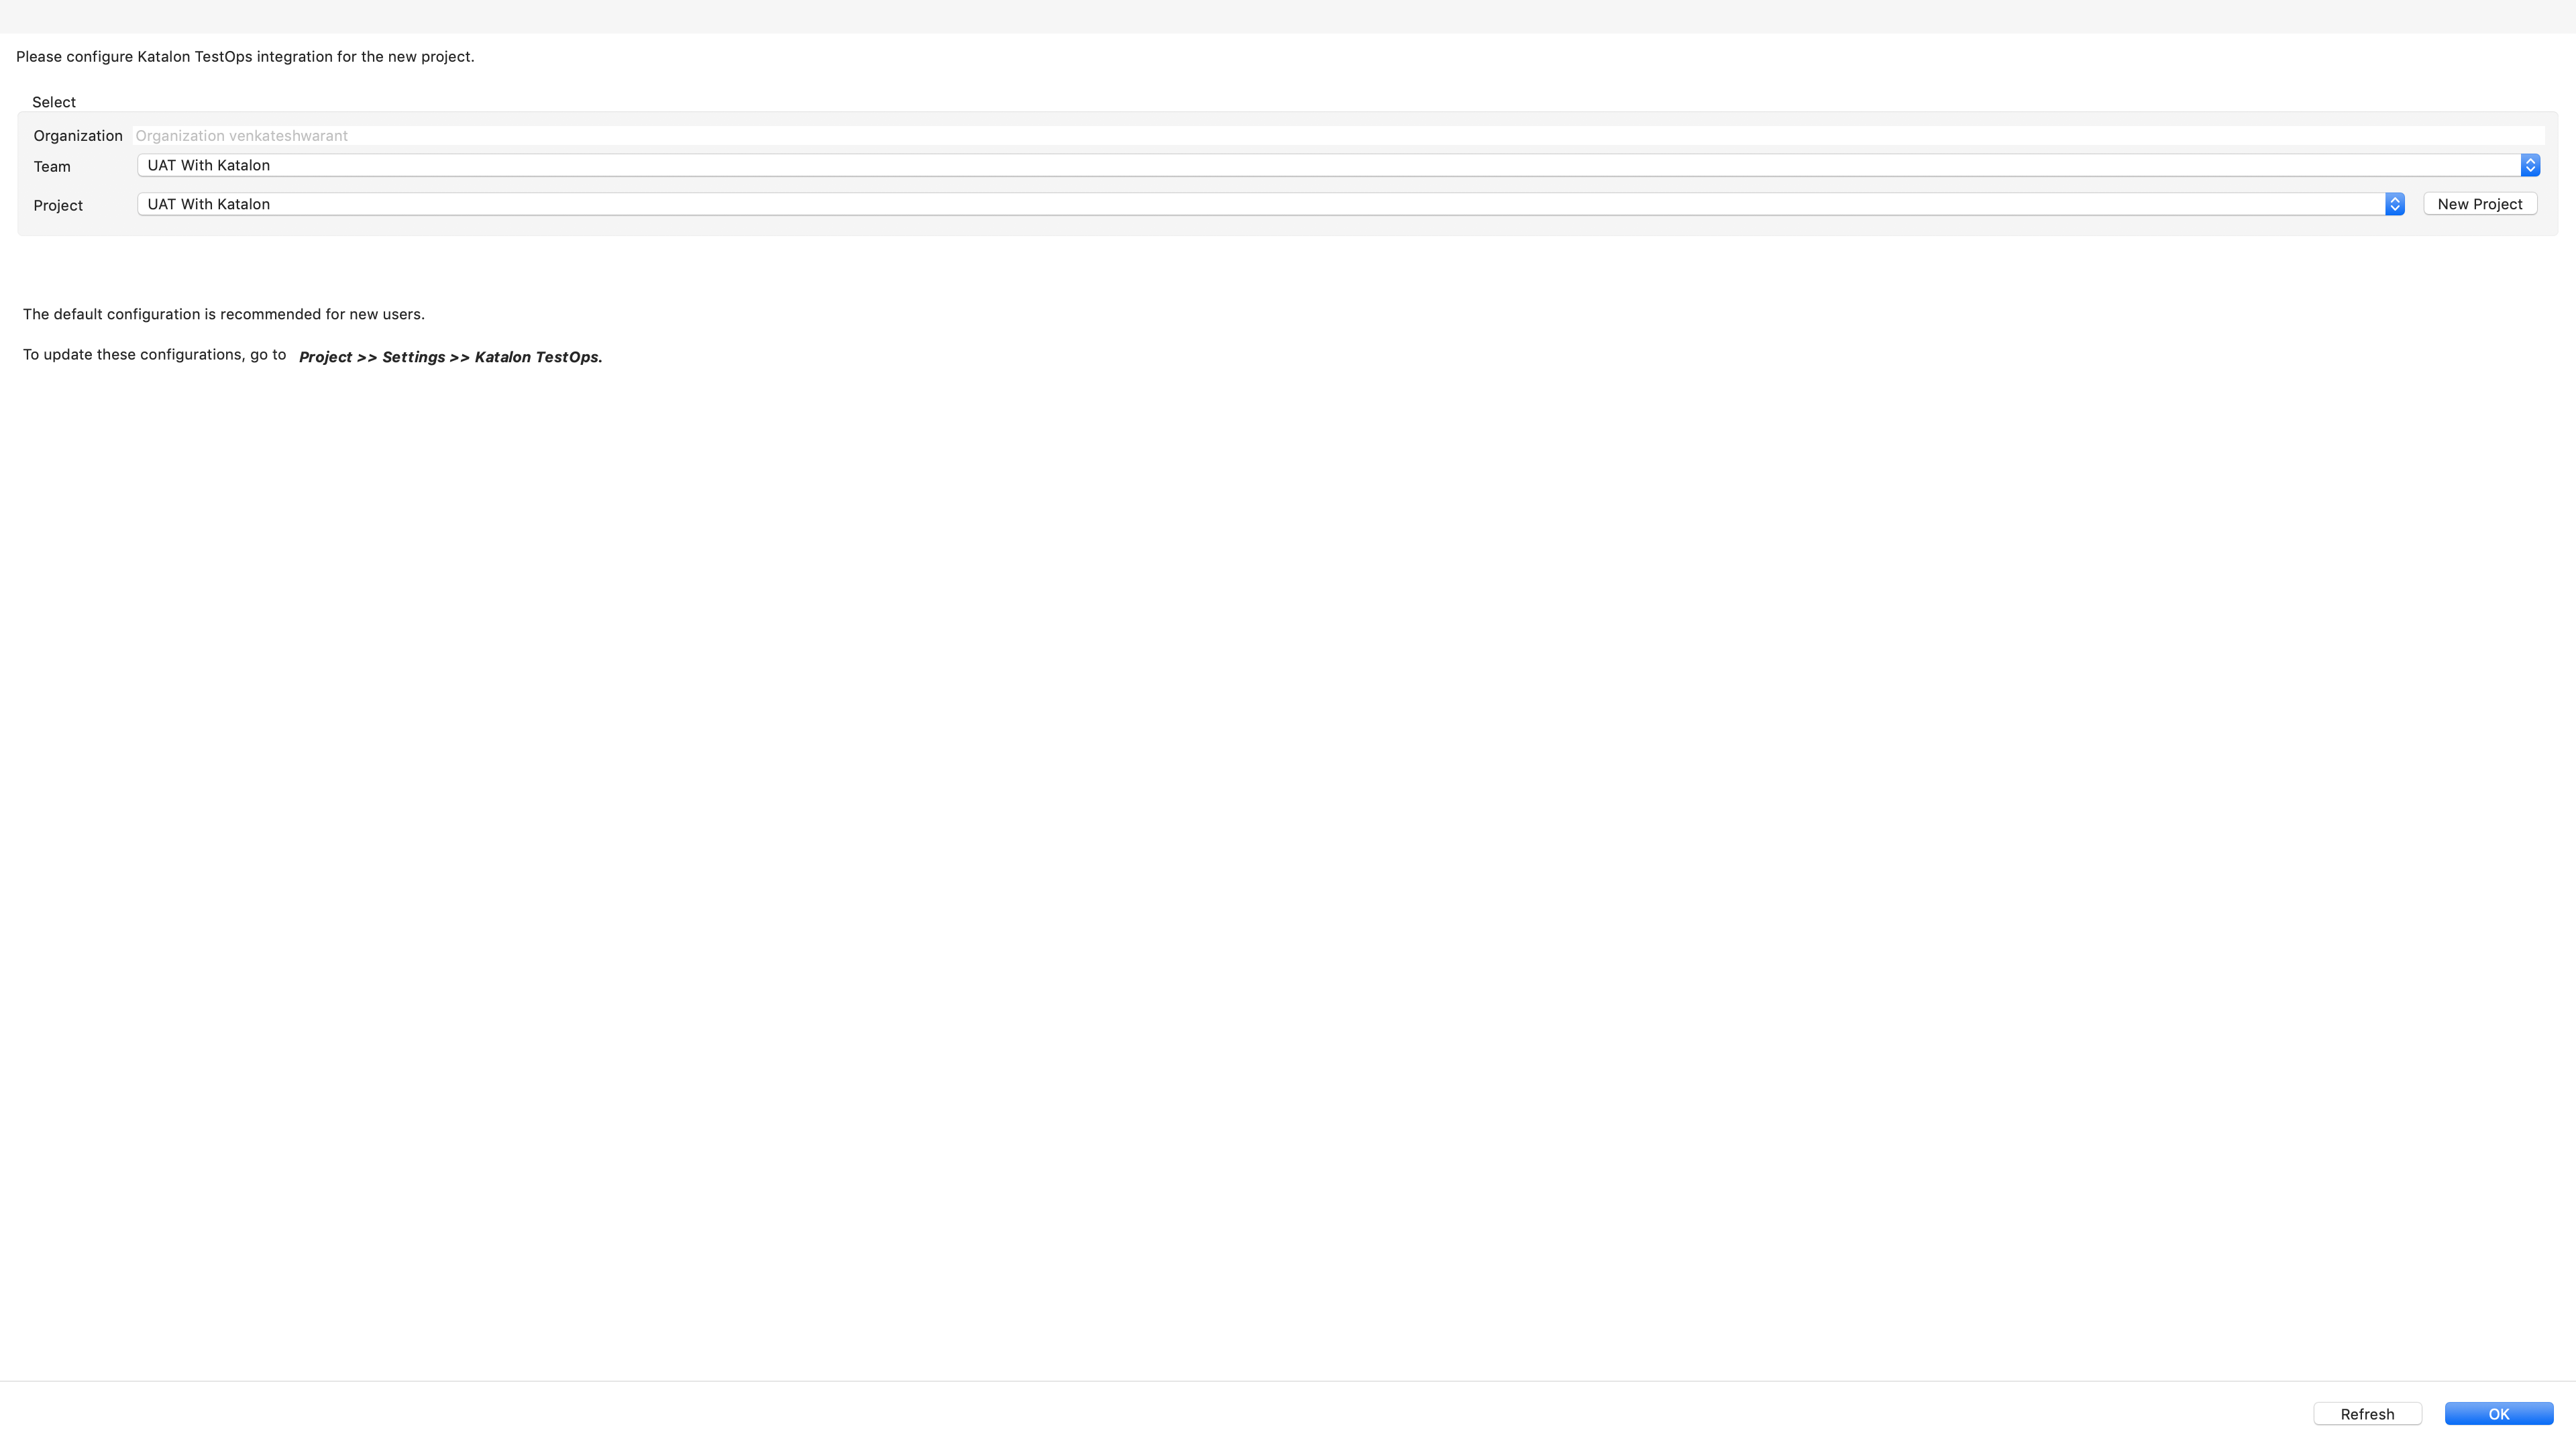 Please configure Katalon TestOps integration for the new project.
Select
Organization Organization venkateshwarant
Team UAT With Katalon
Project UAT With Katalon New Project
The default configuration is recommended for new users.
To update these configurations, go to Project >> Settings >> Katalon TestOps.
Refresh OK